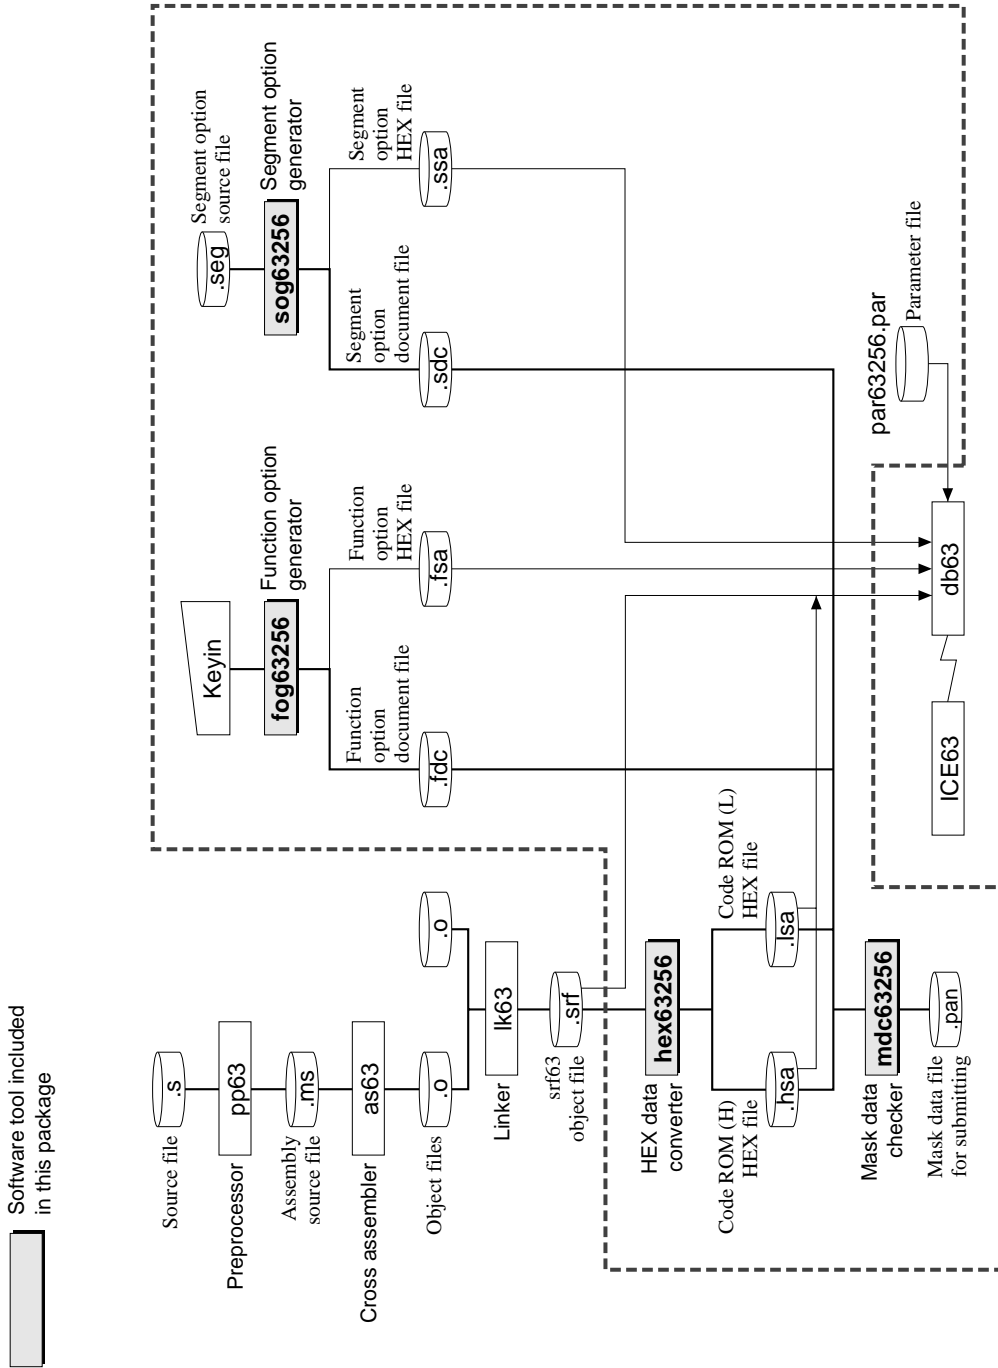 Software tool included
in this package
Source file
.s
Preprocessor
pp63
Assembly
source file
.ms
Cross assembler
as63
Object files
.o
.o
Linker
lk63
srf63
object file
.srf
HEX data
converter
hex63256
Code ROM (H)
HEX file
.hsa
Code ROM (L)
HEX file
.lsa
Mask data
checker
mdc63256
Mask data file
for submitting
.pan
Keyin
fog63256
Function option
generator
Function
option
document file
.fdc
Function
option
HEX file
.fsa
.seg
Segment option
source file
sog63256
Segment option
generator
Segment
option
document file
.sdc
Segment
option
HEX file
.ssa
par63256.par
Parameter file
ICE63
db63